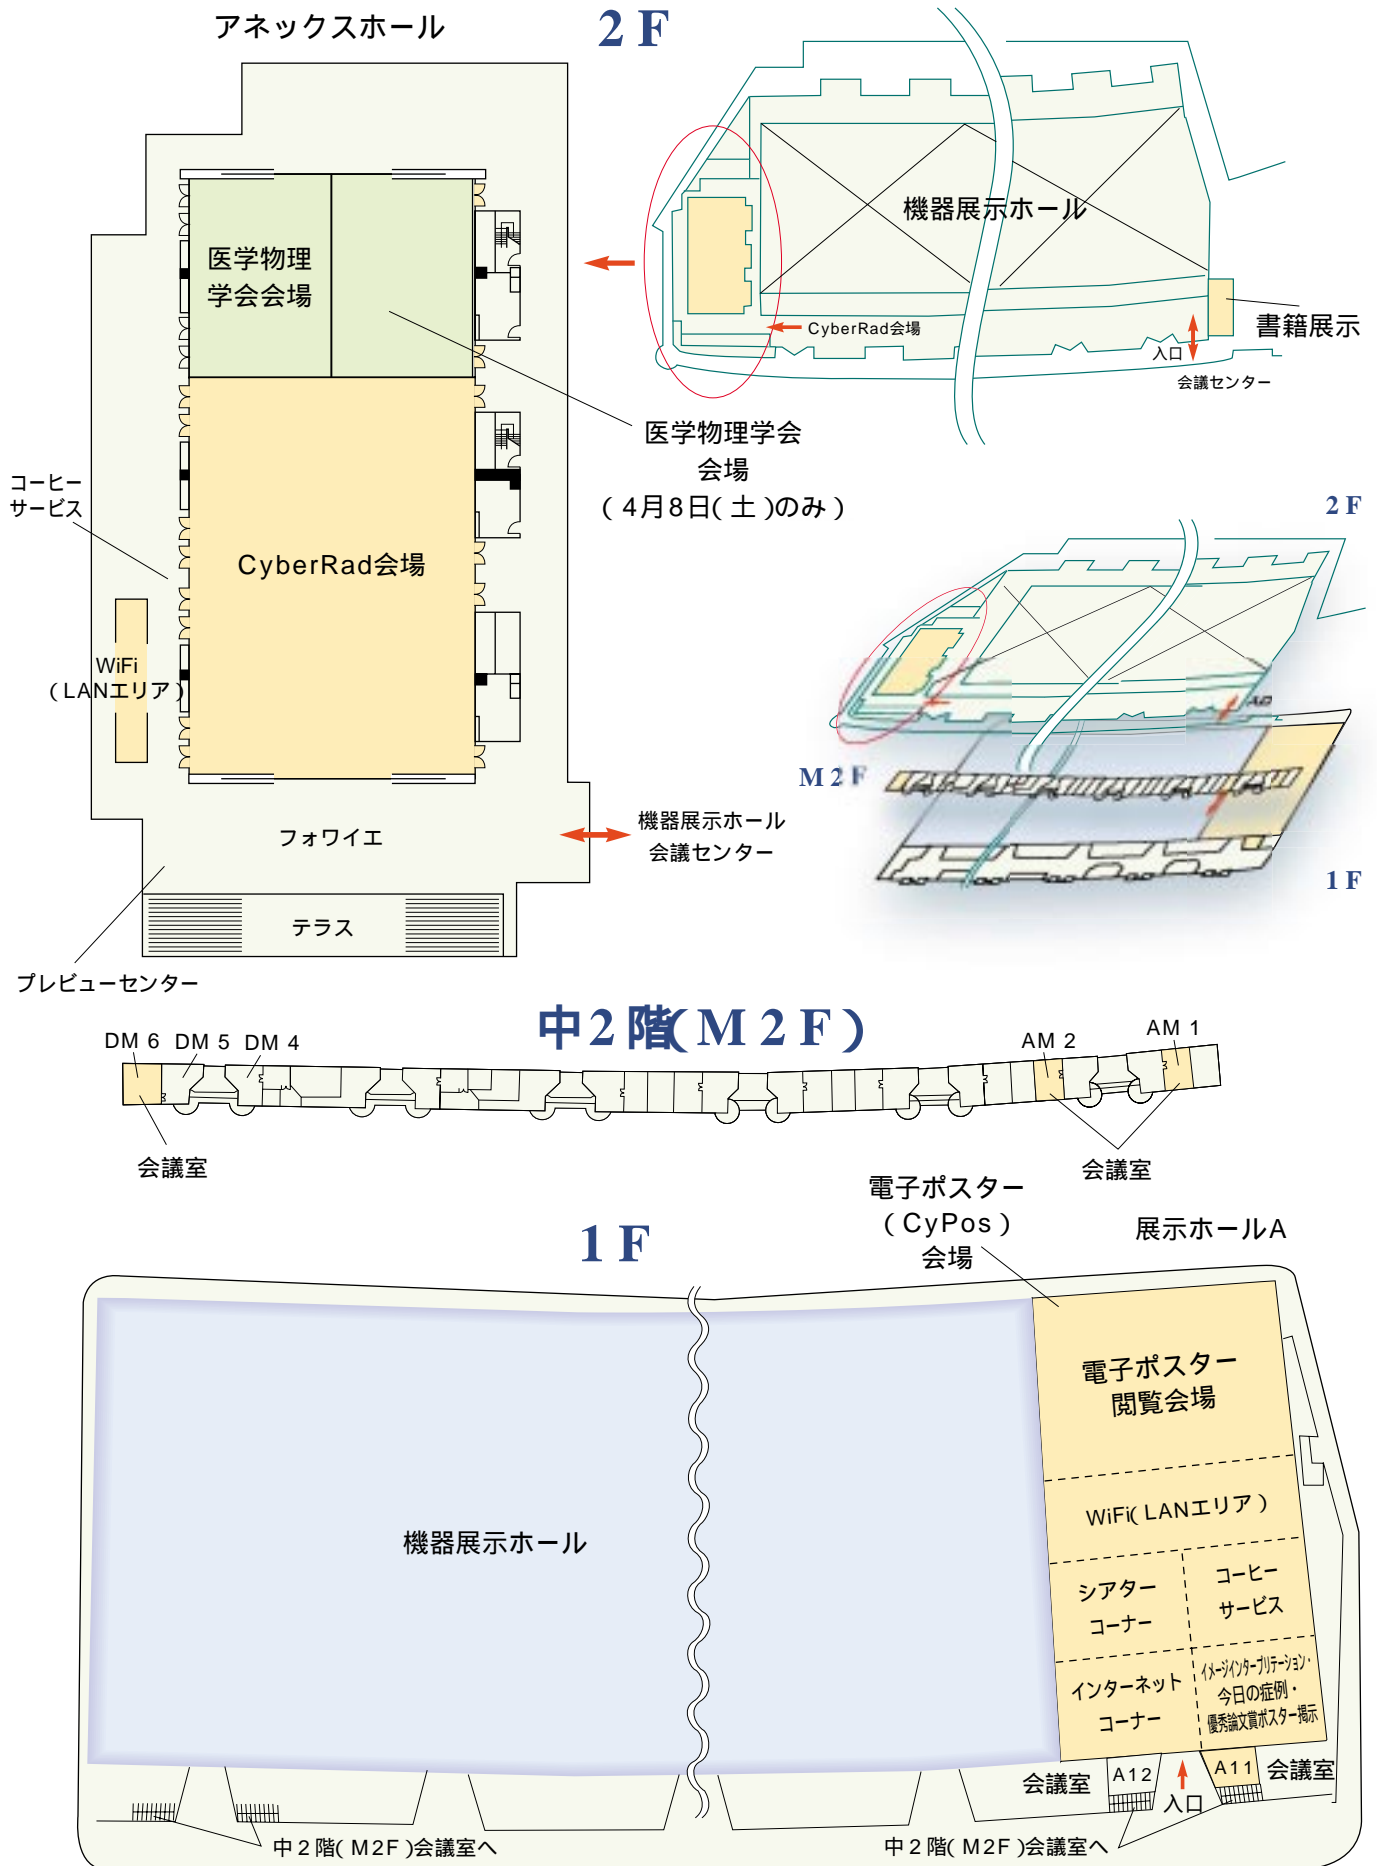 アネックスホール
2F
医学物理
学会会場
機器展示ホール
CyberRad会場
書籍展示
入口
会議センター
医学物理学会
会場
(4月8日(土)のみ)
コーヒー
サービス
CyberRad会場
WiFi
(LANエリア)
フォワイエ
機器展示ホール
会議センター
テラス
プレビューセンター
2F
入口
M2F
1F
中2階(M2F)
DM 6
DM 5
DM 4
AM 2
AM 1
会議室
会議室
1F
電子ポスター
(CyPos)
会場
展示ホールA
電子ポスター
閲覧会場
機器展示ホール
WiFi(LANエリア)
シアター
コーナー
コーヒー
サービス
インターネット
コーナー
イメージインタープリテーション・
今日の症例・
優秀論文賞ポスター掲示
会議室
A12
A11
会議室
入口
中2階(M2F)会議室へ
中2階(M2F)会議室へ